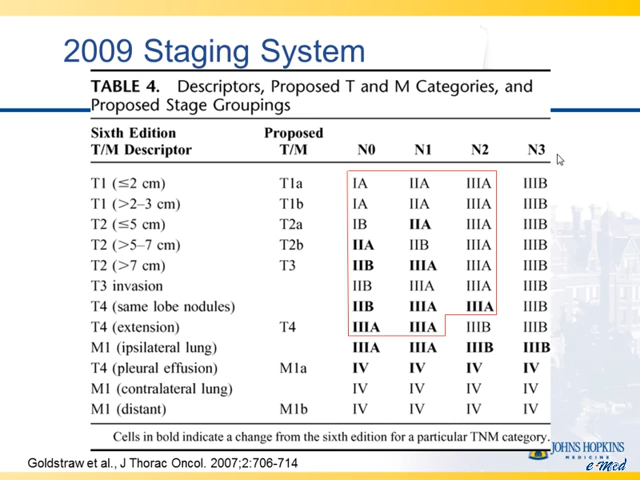 2009 Staging System
TABLE 4. Descriptors, Proposed T and M Categories, and
Proposed Stage Groupings
Sixth Edition Proposed
T/M Descriptor T/M N0 N1 N2 N3
T1 (≤2 cm) T1a IA IIA IIIA IIIB
T1 (>2–3 cm) T1b IA IIA IIIA IIIB
T2 (≤5 cm) T2a IB IIA IIIA IIIB
T2 (>5–7 cm) T2b IIA IIB IIIA IIIB
T2 (>7 cm) T3 IIB IIIA IIIA IIIB
T3 invasion IIB IIIA IIIA IIIB
T4 (same lobe nodules) IIB IIIA IIIA IIIB
T4 (extension) T4 IIIA IIIA IIIB IIIB
M1 (ipsilateral lung) IIIA IIIA IIIB IIIB
T4 (pleural effusion) M1a IV IV IV IV
M1 (contralateral lung) IV IV IV IV
M1 (distant) M1b IV IV IV IV
Cells in bold indicate a change from the sixth edition for a particular TNM category.
JOHNS HOPKINS
MEDICINE
e-Med
Goldstraw et al., J Thorac Oncol. 2007;2:706-714